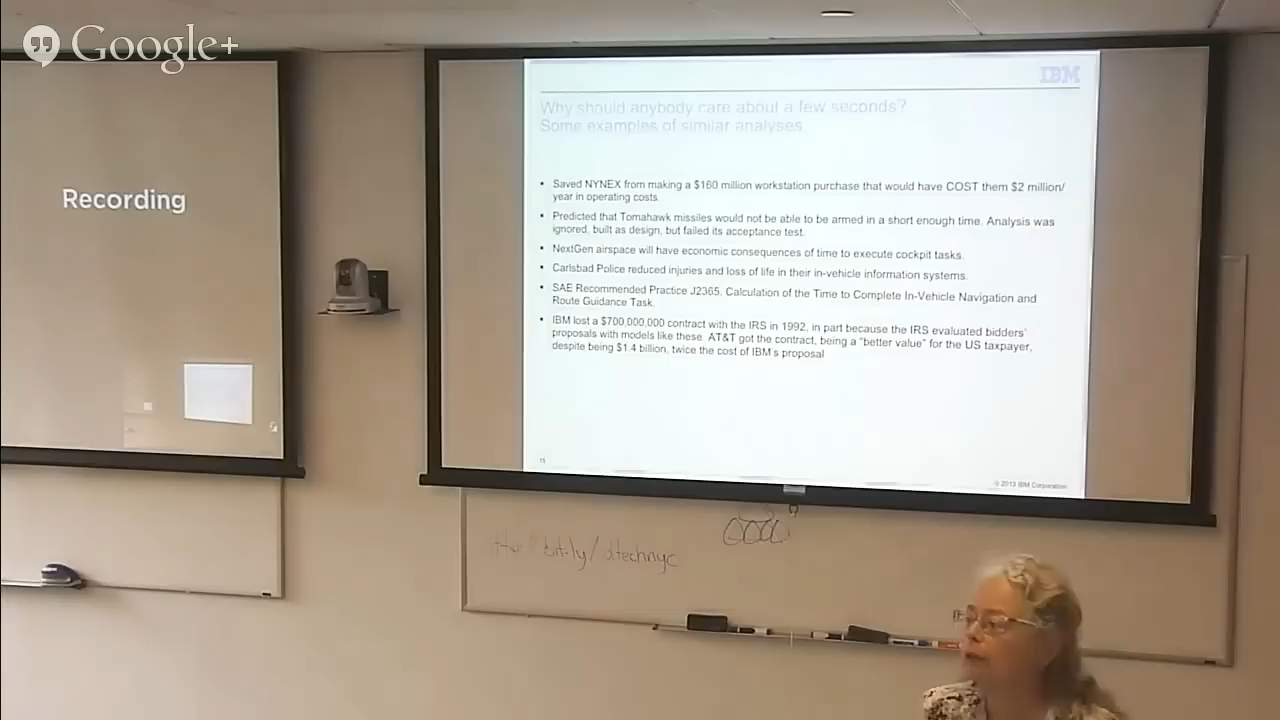 Google+
Recording
IBM
Why should anybody care about a few seconds?
Some examples of similar analyses
• Saved NYNEX from making a $160 million workstation purchase that would have COST them $2 million/
year in operating costs
• Predicted that Tomahawk missiles would not be able to be armed in a short enough time. Analysis was
ignored, built as design, but failed its acceptance test.
• NextGen airspace will have economic consequences of time to execute cockpit tasks.
• Carlsbad Police reduced injuries and loss of life in their in-vehicle information systems.
• SAE Recommended Practice J2365, Calculation of the Time to Complete In-Vehicle Navigation and
Route Guidance Task.
• IBM lost a $700,000,000 contract with the IRS in 1992, in part because the IRS evaluated bidders'
proposals with models like these. AT&T got the contract, being a "better value" for the US taxpayer,
despite being $1.4 billion, twice the cost of IBM's proposal
15
© 2013 IBM Corporation
bit.ly/dtechnyc